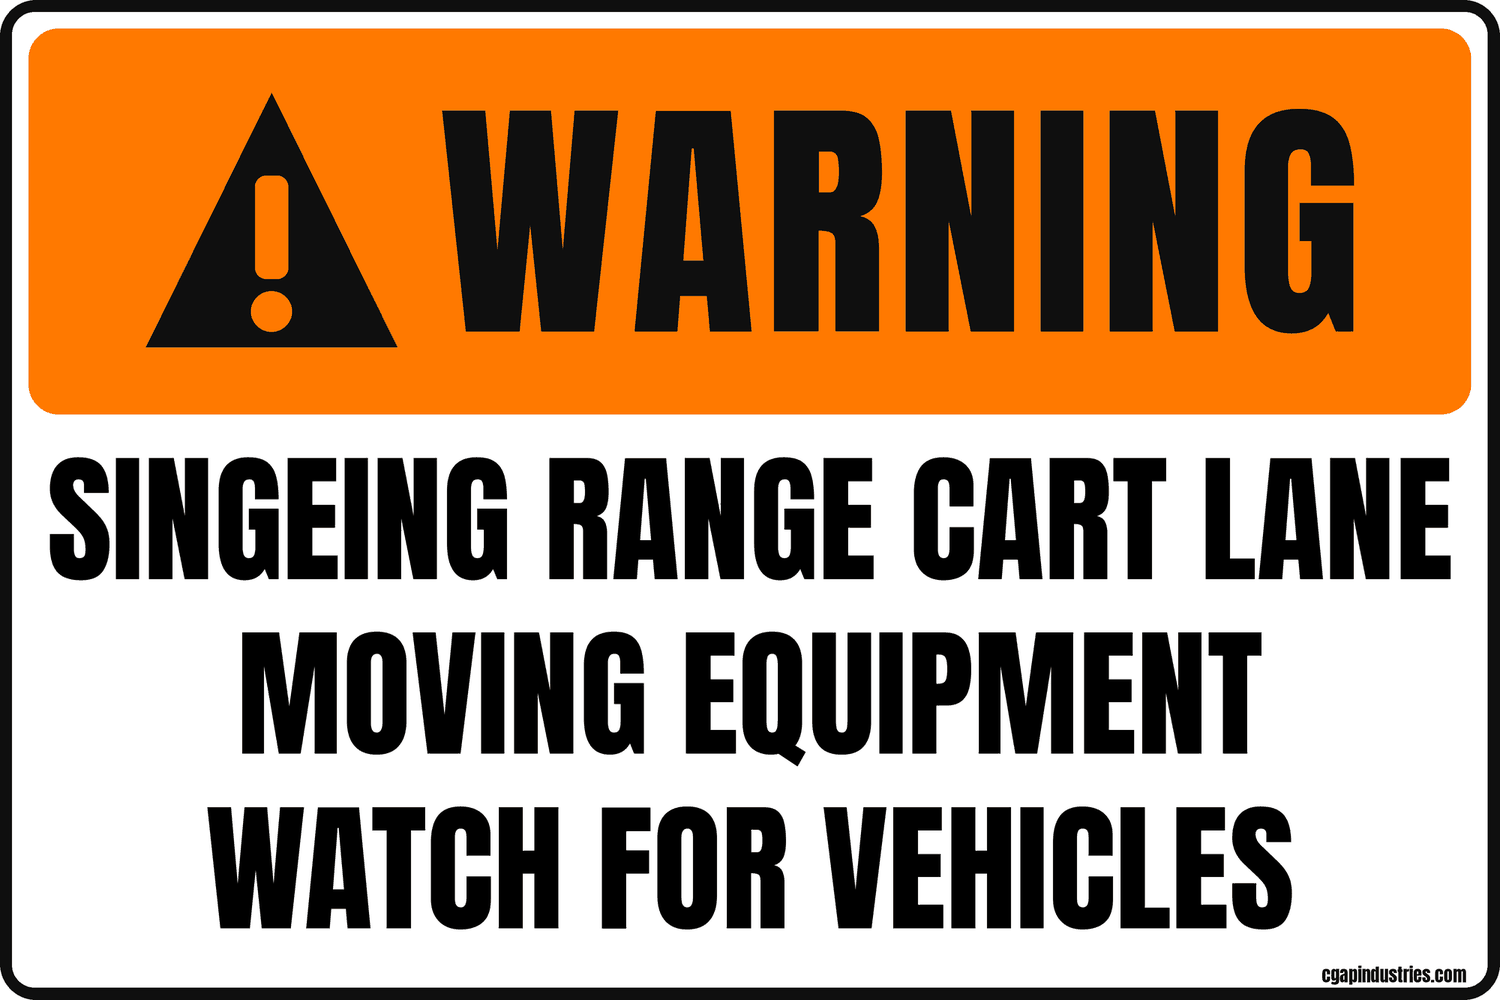 WARNING
SINGEING RANGE CART LANE
MOVING EQUIPMENT
WATCH FOR VEHICLES
cgapindustries.com